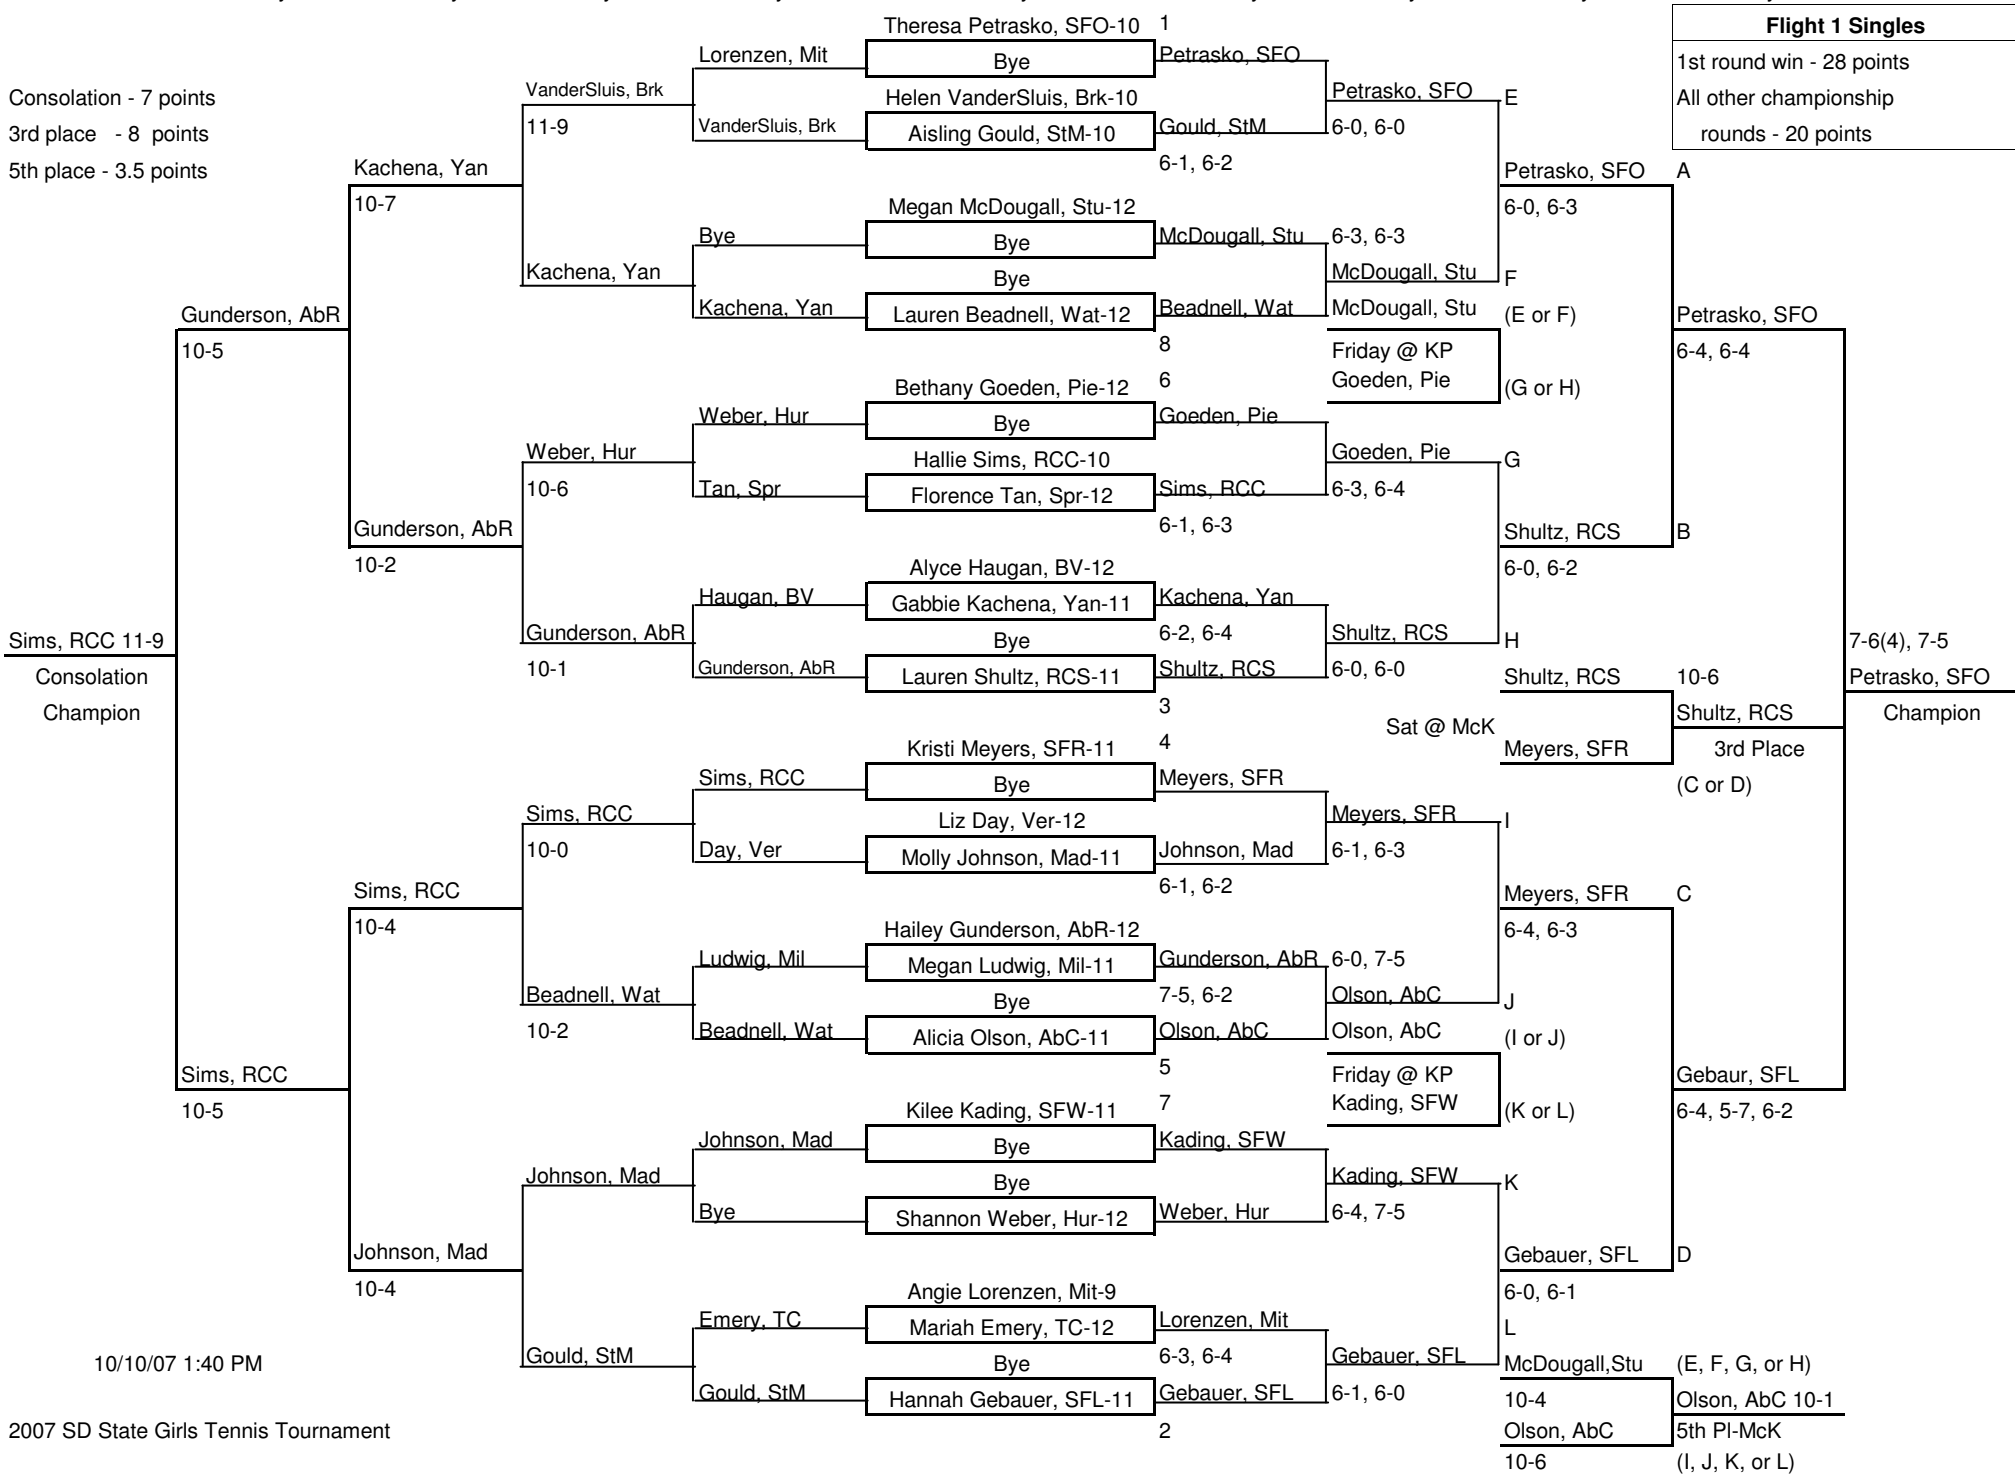 Theresa Petrasko, SFO-10 1
Flight 1 Singles
Lorenzen, Mit
Bye
Petrasko, SFO
1st round win - 28 points
Consolation - 7 points
VanderSluis, Brk
Helen VanderSluis, Brk-10
Petrasko, SFO
E
All other championship
3rd place - 8 points
11-9
VanderSluis, Brk
Aisling Gould, StM-10
Gould, StM
6-0, 6-0
rounds - 20 points
5th place - 3.5 points
Kachena, Yan
6-1, 6-2
Petrasko, SFO
A
10-7
Megan McDougall, Stu-12
6-0, 6-3
Bye
Bye
McDougall, Stu
6-3, 6-3
Kachena, Yan
Bye
McDougall, Stu
F
Gunderson, AbR
Kachena, Yan
Lauren Beadnell, Wat-12
Beadnell, Wat
McDougall, Stu
(E or F)
Petrasko, SFO
10-5
8
Friday @ KP
6-4, 6-4
Bethany Goeden, Pie-12
6
Goeden, Pie
(G or H)
Weber, Hur
Bye
Goeden, Pie
Weber, Hur
Hallie Sims, RCC-10
Goeden, Pie
G
10-6
Tan, Spr
Florence Tan, Spr-12
Sims, RCC
6-3, 6-4
Gunderson, AbR
6-1, 6-3
Shultz, RCS
B
10-2
Alyce Haugan, BV-12
6-0, 6-2
Haugan, BV
Gabbie Kachena, Yan-11
Kachena, Yan
Sims, RCC 11-9
Gunderson, AbR
Bye
6-2, 6-4
Shultz, RCS
H
7-6(4), 7-5
Consolation
10-1
Gunderson, AbR
Lauren Shultz, RCS-11
Shultz, RCS
6-0, 6-0
Shultz, RCS
10-6
Petrasko, SFO
Champion
3
Sat @ McK
Shultz, RCS
Champion
Kristi Meyers, SFR-11
4
Meyers, SFR
3rd Place
Sims, RCC
Bye
Meyers, SFR
(C or D)
Sims, RCC
Liz Day, Ver-12
Meyers, SFR
I
10-0
Day, Ver
Molly Johnson, Mad-11
Johnson, Mad
6-1, 6-3
Sims, RCC
6-1, 6-2
Meyers, SFR
C
10-4
Hailey Gunderson, AbR-12
6-4, 6-3
Ludwig, Mil
Megan Ludwig, Mil-11
Gunderson, AbR
6-0, 7-5
Beadnell, Wat
Bye
7-5, 6-2
Olson, AbC
J
10-2
Beadnell, Wat
Alicia Olson, AbC-11
Olson, AbC
Olson, AbC
(I or J)
Sims, RCC
5
Friday @ KP
Gebaur, SFL
10-5
Kilee Kading, SFW-11
7
Kading, SFW
(K or L)
6-4, 5-7, 6-2
Johnson, Mad
Bye
Kading, SFW
Johnson, Mad
Bye
Kading, SFW
K
Bye
Shannon Weber, Hur-12
Weber, Hur
6-4, 7-5
Johnson, Mad
Gebauer, SFL
D
10-4
Angie Lorenzen, Mit-9
6-0, 6-1
Emery, TC
Mariah Emery, TC-12
Lorenzen, Mit
L
10/10/07 1:40 PM
Gould, StM
Bye
6-3, 6-4
Gebauer, SFL
McDougall,Stu
(E, F, G, or H)
Gould, StM
Hannah Gebauer, SFL-11
Gebauer, SFL
6-1, 6-0
10-4
Olson, AbC 10-1
2007 SD State Girls Tennis Tournament
2
Olson, AbC
5th Pl-McK
10-6
(I, J, K, or L)